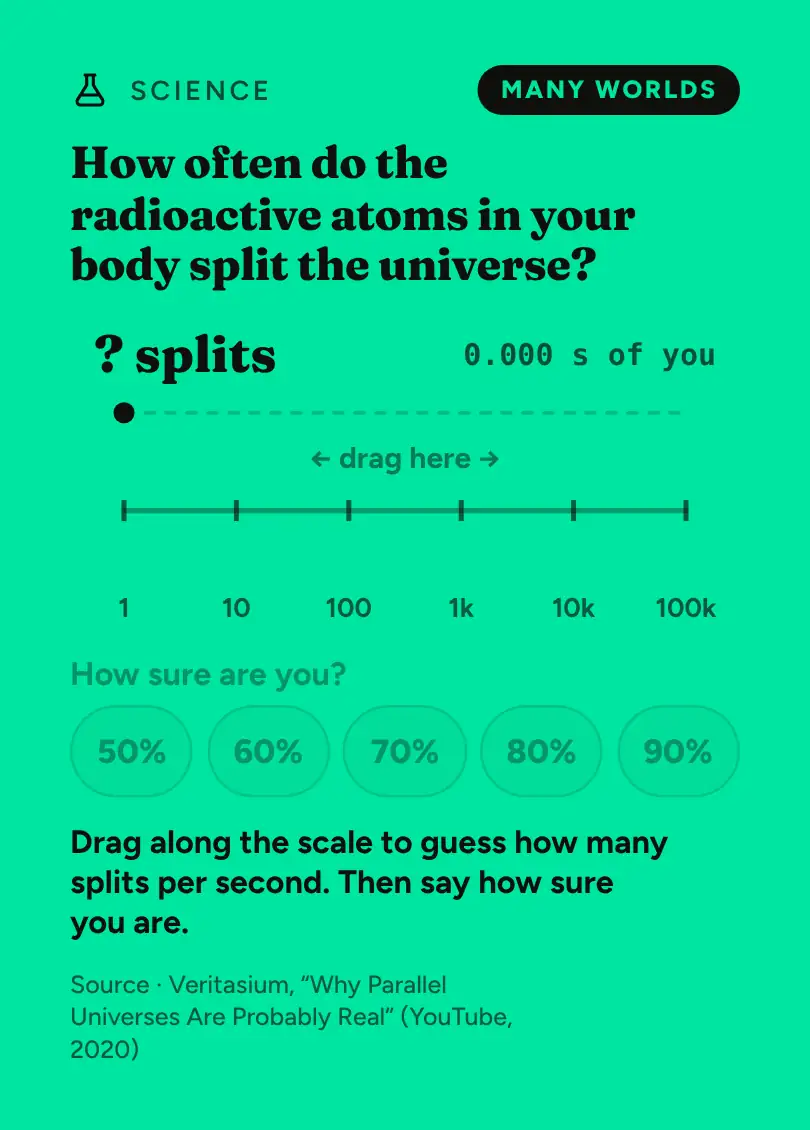 SCIENCE
MANY WORLDS
How often do the
radioactive atoms in your
body split the universe?
? splits
0.000 s of you
← drag here →
1 10 100 1k 10k 100k
How sure are you?
50% 60% 70% 80% 90%
Drag along the scale to guess how many
splits per second. Then say how sure
you are.
Source · Veritasium, “Why Parallel
Universes Are Probably Real” (YouTube,
2020)